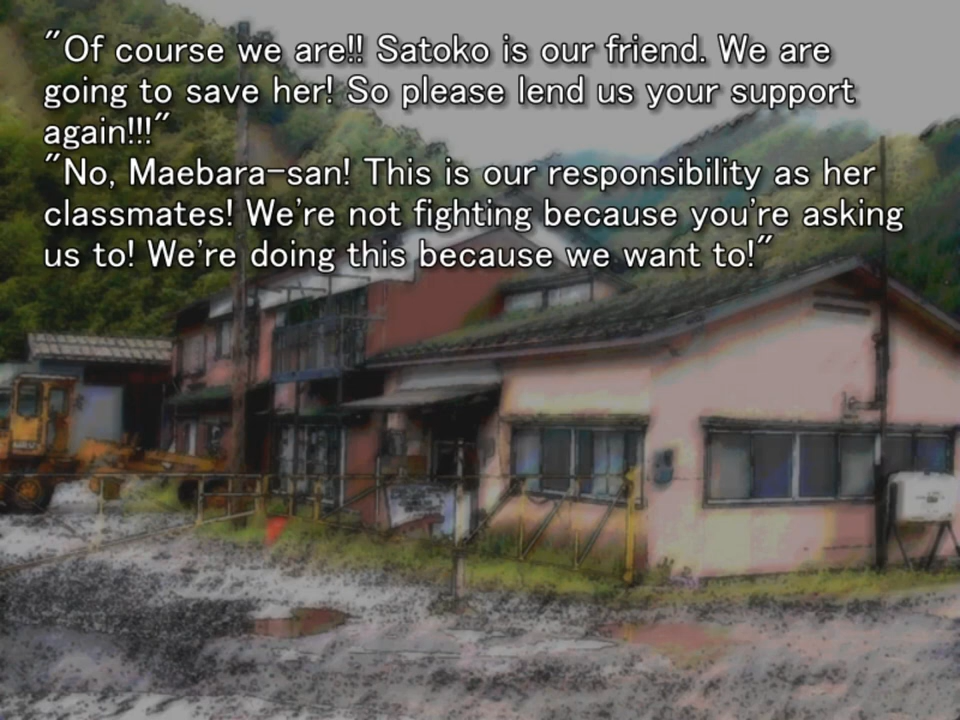 "Of course we are!! Satoko is our friend. We are
going to save her! So please lend us your support
again!!!"
"No, Maebara-san! This is our responsibility as her
classmates! We're not fighting because you're asking
us to! We're doing this because we want to!"